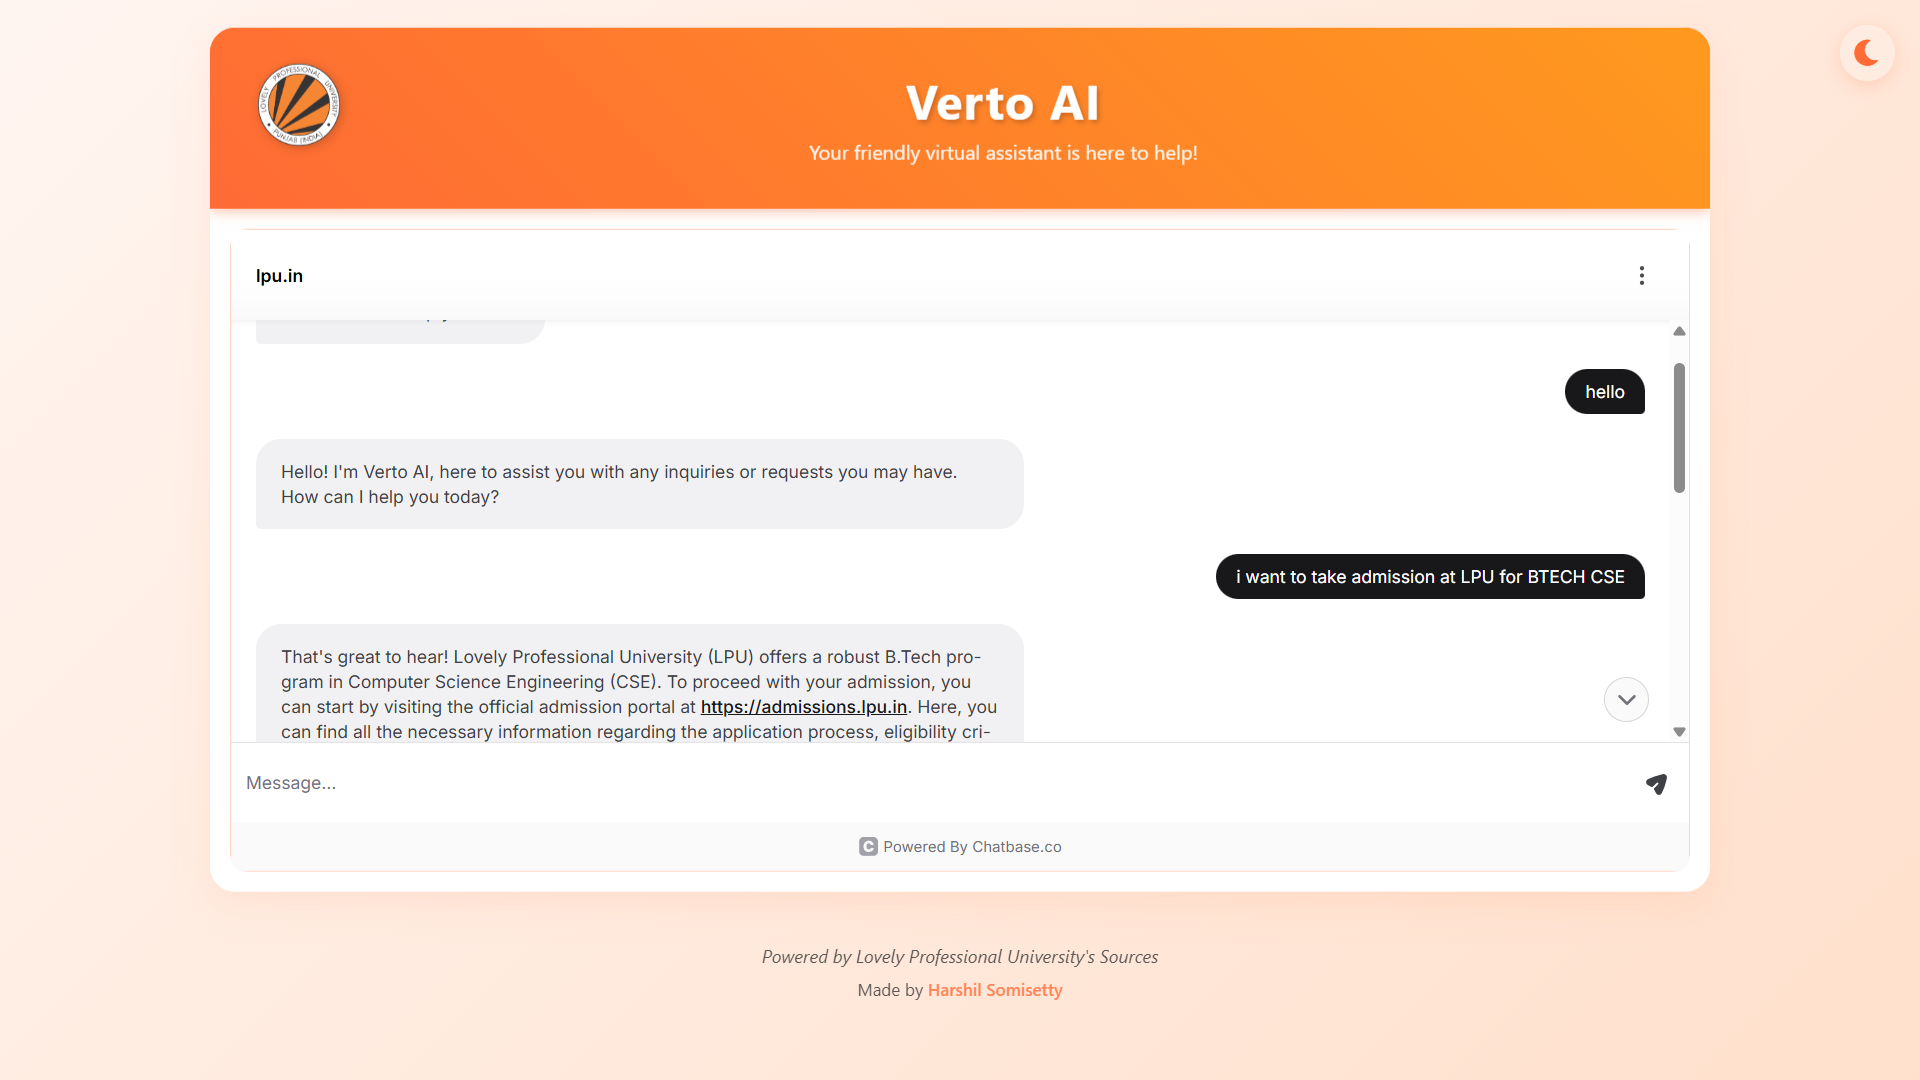 LOVELY PROFESSIONAL UNIVERSITY
PUNJAB (INDIA)
Verto AI
Your friendly virtual assistant is here to help!
lpu.in
hello
Hello! I'm Verto AI, here to assist you with any inquiries or requests you may have.
How can I help you today?
i want to take admission at LPU for BTECH CSE
That's great to hear! Lovely Professional University (LPU) offers a robust B.Tech pro-
gram in Computer Science Engineering (CSE). To proceed with your admission, you
can start by visiting the official admission portal at https://admissions.lpu.in. Here, you
can find all the necessary information regarding the application process, eligibility cri-
Message...
C Powered By Chatbase.co
Powered by Lovely Professional University's Sources
Made by Harshil Somisetty